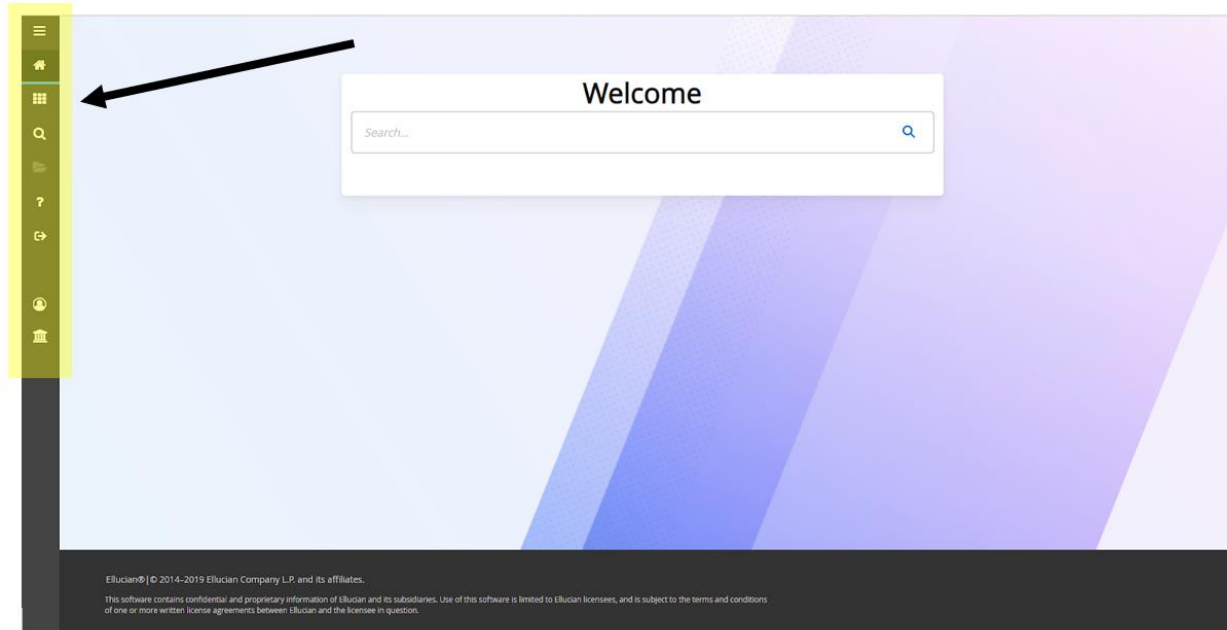 Welcome
Search...
?
Ellucian®|© 2014–2019 Ellucian Company L.P. and its affiliates.
This software contains confidential and proprietary information of Ellucian and its subsidiaries. Use of this software is limited to Ellucian licensees, and is subject to the terms and conditions
of one or more written license agreements between Ellucian and the licensee in question.